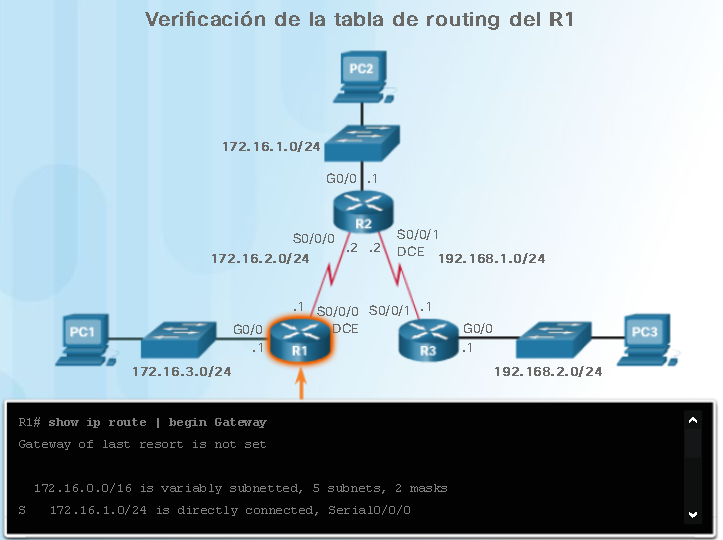 Verificación de la tabla de routing del R1
PC2
172.16.1.0/24
G0/0 .1
R2
S0/0/0 .2 .2 S0/0/1
DCE
172.16.2.0/24 192.168.1.0/24
.1 S0/0/0 S0/0/1 .1
DCE
PC1 G0/0 R1 R3 G0/0 PC3
.1 .1
172.16.3.0/24 192.168.2.0/24
R1# show ip route | begin Gateway
Gateway of last resort is not set
172.16.0.0/16 is variably subnetted, 5 subnets, 2 masks
S 172.16.1.0/24 is directly connected, Serial0/0/0